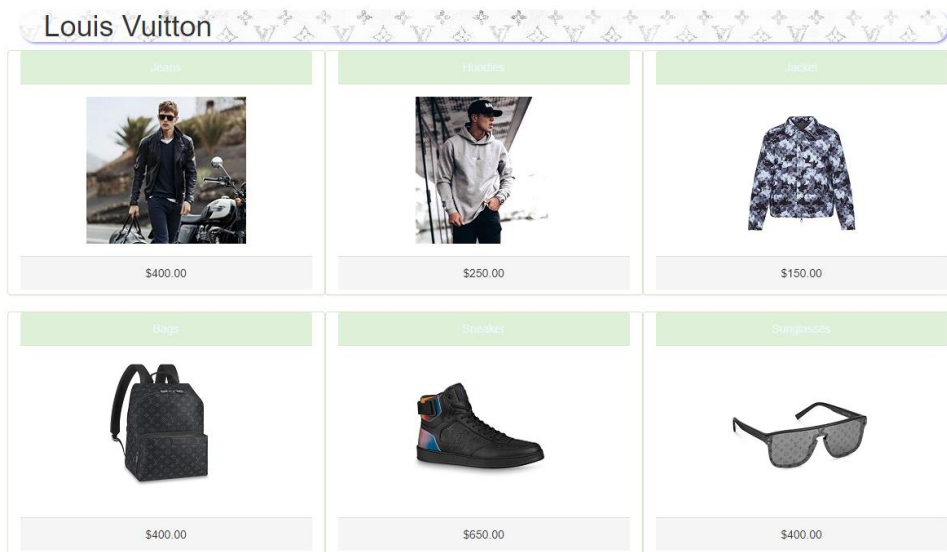 Louis Vuitton
Jeans
Hoodies
Jacket
$400.00
$250.00
$150.00
Bags
Sneaker
Sunglasses
$400.00
$650.00
$400.00